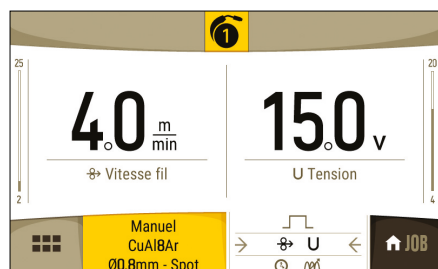 1
25
20
4.0 m/min
15.0 v
Vitesse fil
U Tension
2
4
Manuel
CuAl8Ar
Ø0.8mm - Spot
U
JOB